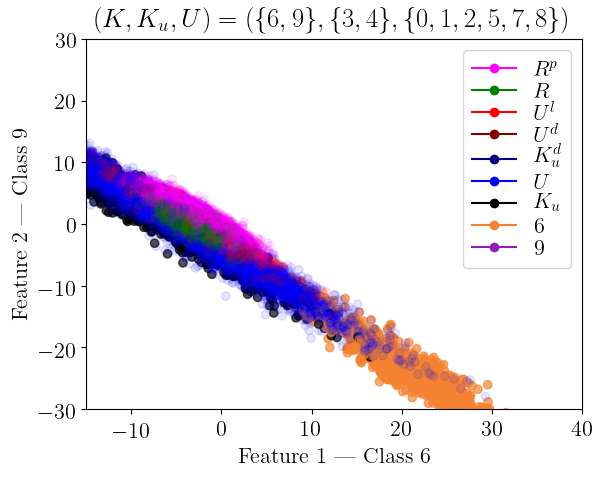 (K, K_u, U) = ({6, 9}, {3, 4}, {0, 1, 2, 5, 7, 8})
30
20
10
0
−10
−20
−30
Feature 2 — Class 9
R^p
R
U^l
U^d
K_u^d
U
K_u
6
9
−10
0
10
20
30
40
Feature 1 — Class 6